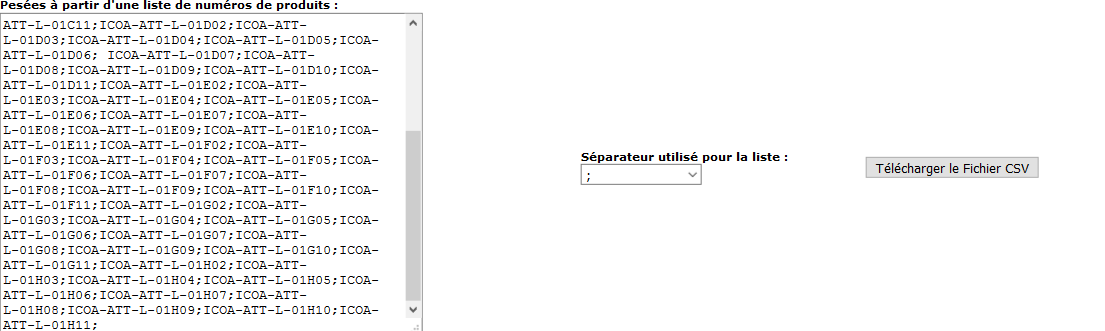 Pesées à partir d'une liste de numéros de produits :
ATT-L-01C11;ICOA-ATT-L-01D02;ICOA-ATT-
L-01D03;ICOA-ATT-L-01D04;ICOA-ATT-L-01D05;ICOA-
ATT-L-01D06; ICOA-ATT-L-01D07;ICOA-ATT-
L-01D08;ICOA-ATT-L-01D09;ICOA-ATT-L-01D10;ICOA-
ATT-L-01D11;ICOA-ATT-L-01E02;ICOA-ATT-
L-01E03;ICOA-ATT-L-01E04;ICOA-ATT-L-01E05;ICOA-
ATT-L-01E06;ICOA-ATT-L-01E07;ICOA-ATT-
L-01E08;ICOA-ATT-L-01E09;ICOA-ATT-L-01E10;ICOA-
ATT-L-01E11;ICOA-ATT-L-01F02;ICOA-ATT-
L-01F03;ICOA-ATT-L-01F04;ICOA-ATT-L-01F05;ICOA-
ATT-L-01F06;ICOA-ATT-L-01F07;ICOA-ATT-
L-01F08;ICOA-ATT-L-01F09;ICOA-ATT-L-01F10;ICOA-
ATT-L-01F11;ICOA-ATT-L-01G02;ICOA-ATT-
L-01G03;ICOA-ATT-L-01G04;ICOA-ATT-L-01G05;ICOA-
ATT-L-01G06;ICOA-ATT-L-01G07;ICOA-ATT-
L-01G08;ICOA-ATT-L-01G09;ICOA-ATT-L-01G10;ICOA-
ATT-L-01G11;ICOA-ATT-L-01H02;ICOA-ATT-
L-01H03;ICOA-ATT-L-01H04;ICOA-ATT-L-01H05;ICOA-
ATT-L-01H06;ICOA-ATT-L-01H07;ICOA-ATT-
L-01H08;ICOA-ATT-L-01H09;ICOA-ATT-L-01H10;ICOA-
ATT-L-01H11;
Séparateur utilisé pour la liste :
;
Télécharger le Fichier CSV